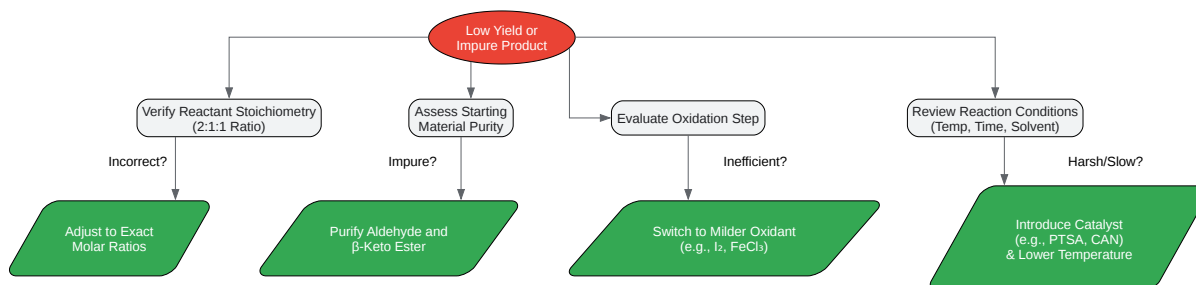 Low Yield or
Impure Product
Verify Reactant Stoichiometry
(2:1:1 Ratio)
Assess Starting
Material Purity
Evaluate Oxidation Step
Review Reaction Conditions
(Temp, Time, Solvent)
Incorrect?
Impure?
Inefficient?
Harsh/Slow?
Adjust to Exact
Molar Ratios
Purify Aldehyde and
β-Keto Ester
Switch to Milder Oxidant
(e.g., I₂, FeCl₃)
Introduce Catalyst
(e.g., PTSA, CAN)
& Lower Temperature